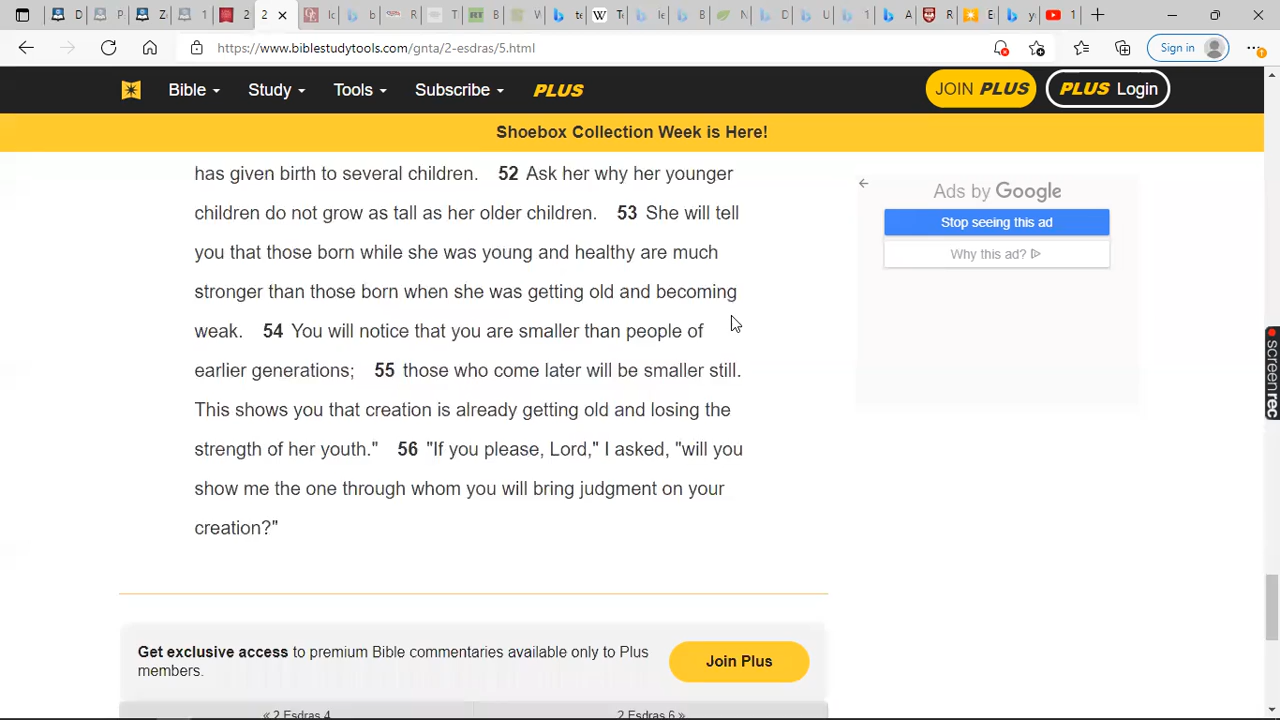 https://www.biblestudytools.com/gnta/2-esdras/5.html
Sign in
Bible Study Tools Subscribe PLUS JOIN PLUS PLUS Login
Shoebox Collection Week is Here!
has given birth to several children. 52 Ask her why her younger
children do not grow as tall as her older children. 53 She will tell
you that those born while she was young and healthy are much
stronger than those born when she was getting old and becoming
weak. 54 You will notice that you are smaller than people of
earlier generations; 55 those who come later will be smaller still.
This shows you that creation is already getting old and losing the
strength of her youth." 56 "If you please, Lord," I asked, "will you
show me the one through whom you will bring judgment on your
creation?"
Ads by Google
Stop seeing this ad
Why this ad?
Get exclusive access to premium Bible commentaries available only to Plus
members.
Join Plus
« 2 Esdras 4
2 Esdras 6 »
screenrec